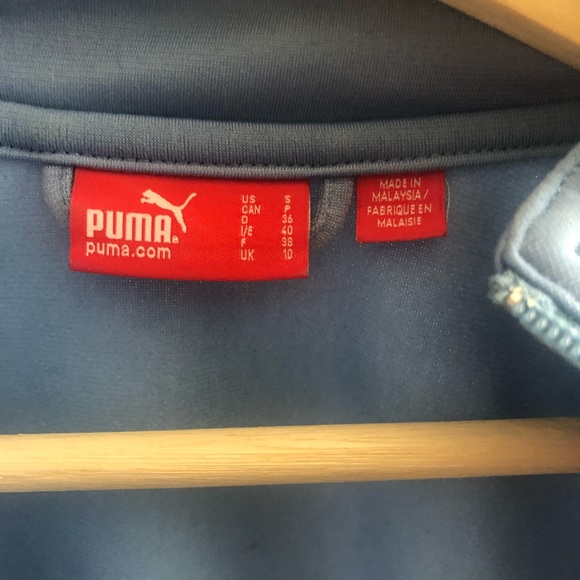 PUMA®
puma.com
US S
CAN P
D 36
I/E 40
F 38
UK 10
MADE IN
MALAYSIA/
FABRIQUE EN
MALAISIE